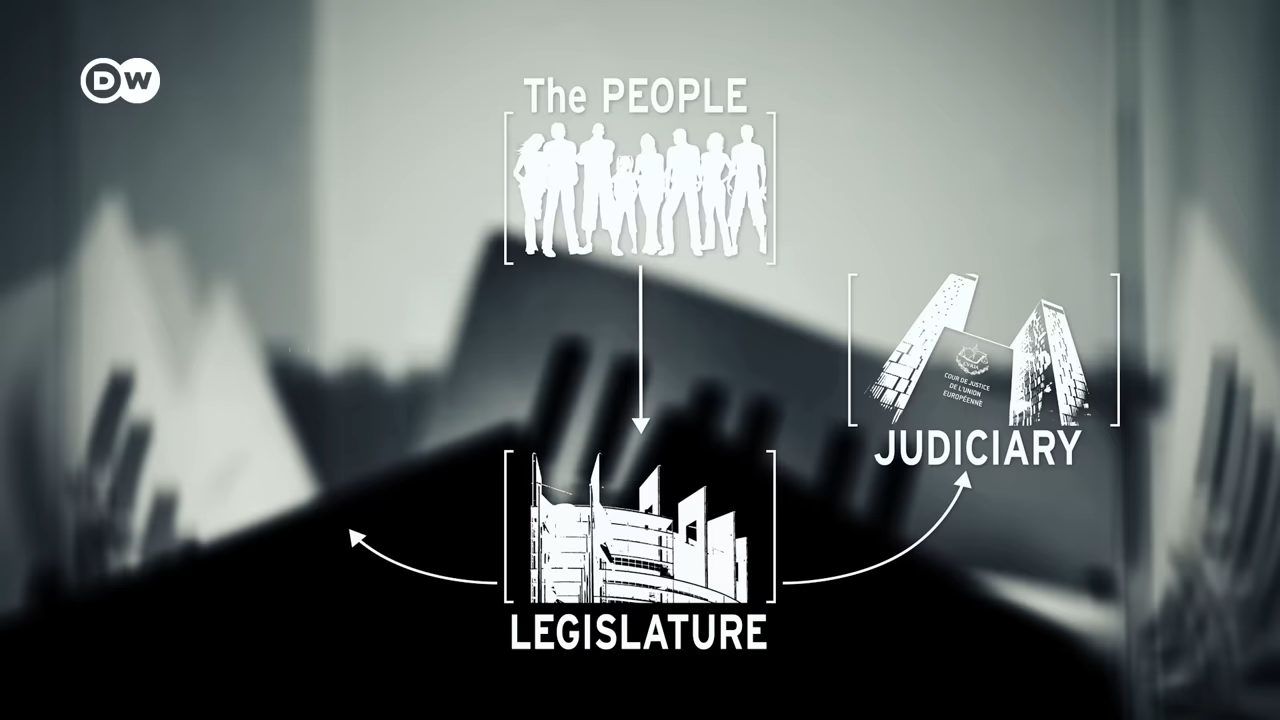 DW
The PEOPLE
COUR DE JUSTICE
DE L'UNION
EUROPÉENNE
JUDICIARY
LEGISLATURE